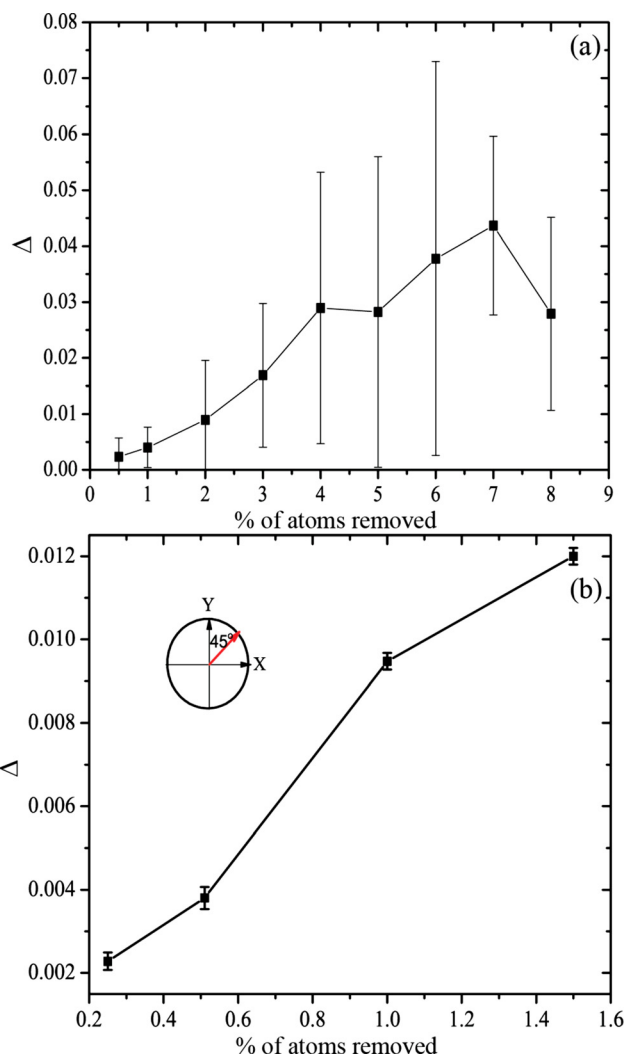 (a)
0.08
0.07
0.06
0.05
0.04
0.03
0.02
0.01
0.00
Δ
0 1 2 3 4 5 6 7 8 9
% of atoms removed
(b)
0.012
0.010
0.008
0.006
0.004
0.002
Δ
Y
45°
X
0.2 0.4 0.6 0.8 1.0 1.2 1.4 1.6
% of atoms removed